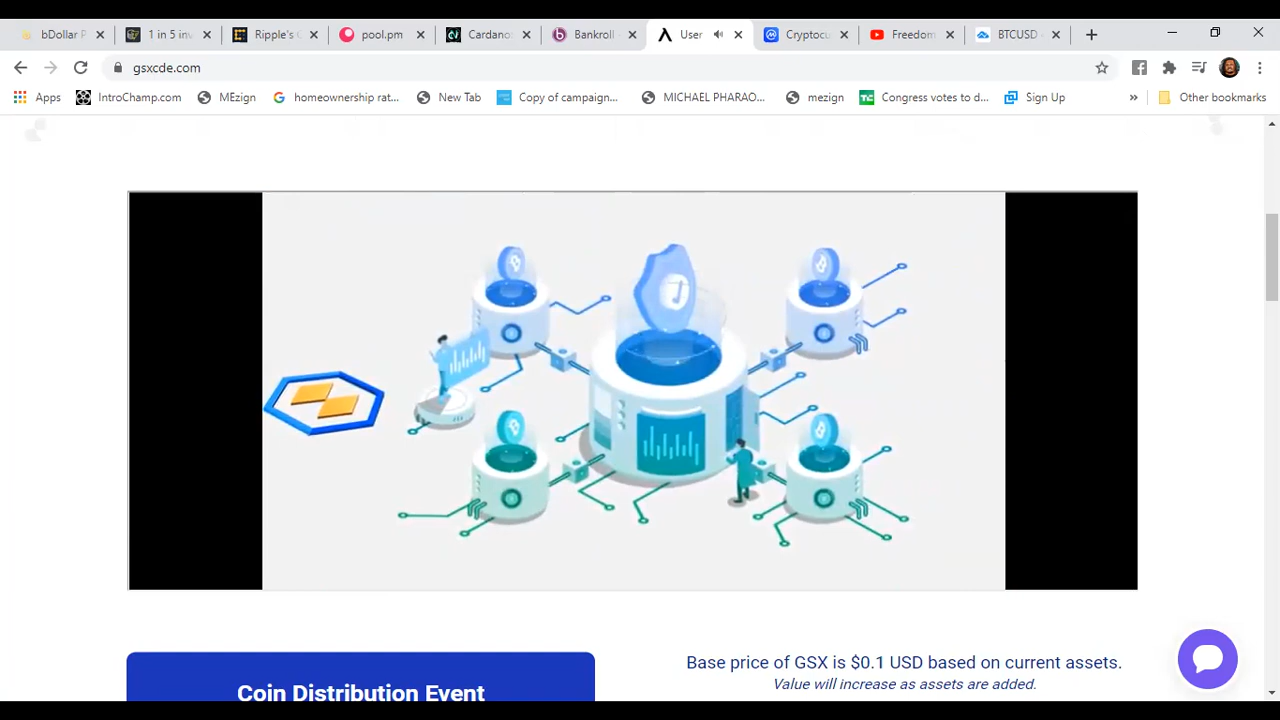 bDollar P
1 in 5 inv
Ripple's C
pool.pm
Cardano
Bankroll
User
Cryptocu
Freedom
BTCUSD
gsxcde.com
Apps
IntroChamp.com
MEzign
homeownership rat...
New Tab
Copy of campaign...
MICHAEL PHARAO...
mezign
Congress votes to d...
Sign Up
»
Other bookmarks
Base price of GSX is $0.1 USD based on current assets.
Value will increase as assets are added.
Coin Distribution Event